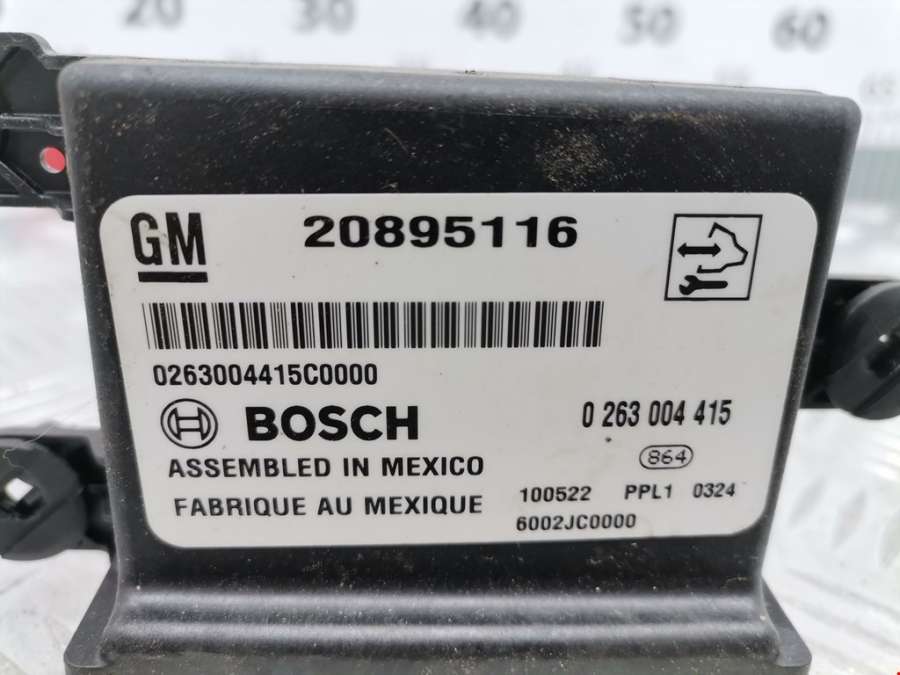 20 30 40 50 60
GM 20895116
0263004415C0000
BOSCH 0 263 004 415
ASSEMBLED IN MEXICO 864
FABRIQUE AU MEXIQUE 100522 PPL1 0324
6002JC0000